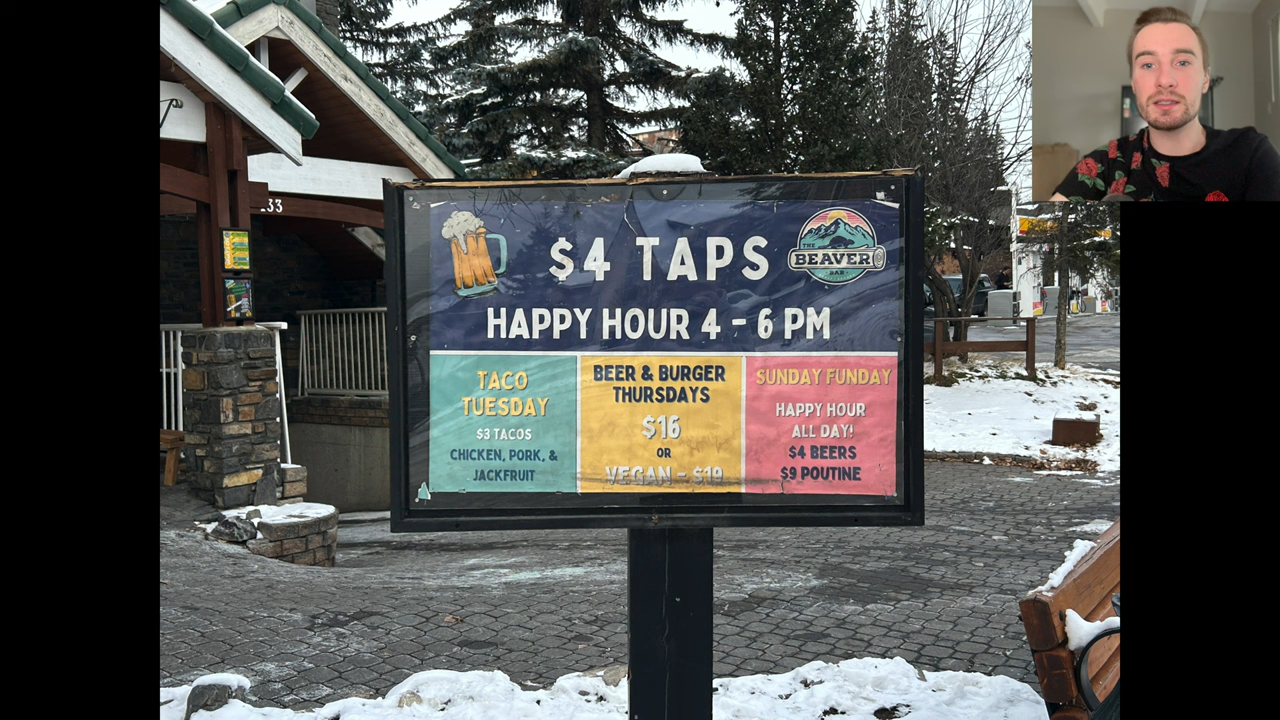 33
$4 TAPS
THE
BEAVER
BAR
HAPPY HOUR 4 - 6 PM
TACO
TUESDAY
$3 TACOS
CHICKEN, PORK, &
JACKFRUIT
BEER & BURGER
THURSDAYS
$16
OR
VEGAN - $19
SUNDAY FUNDAY
HAPPY HOUR
ALL DAY!
$4 BEERS
$9 POUTINE